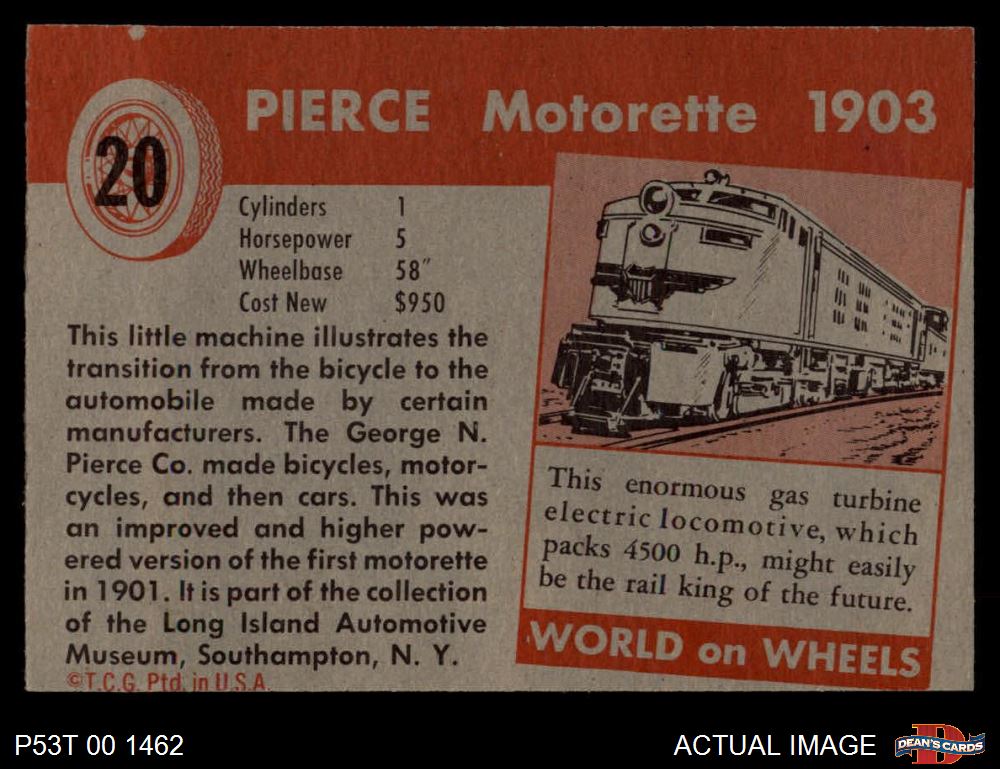 PIERCE Motorette 1903
20
Cylinders 1
Horsepower 5
Wheelbase 58"
Cost New $950
This little machine illustrates the
transition from the bicycle to the
automobile made by certain
manufacturers. The George N.
Pierce Co. made bicycles, motor-
cycles, and then cars. This was
an improved and higher pow-
ered version of the first motorette
in 1901. It is part of the collection
of the Long Island Automotive
Museum, Southampton, N. Y.
©T.C.G. Ptd. in U.S.A.
This enormous gas turbine
electric locomotive, which
packs 4500 h.p., might easily
be the rail king of the future.
WORLD on WHEELS
P53T 00 1462
ACTUAL IMAGE
DEAN'S CARDS